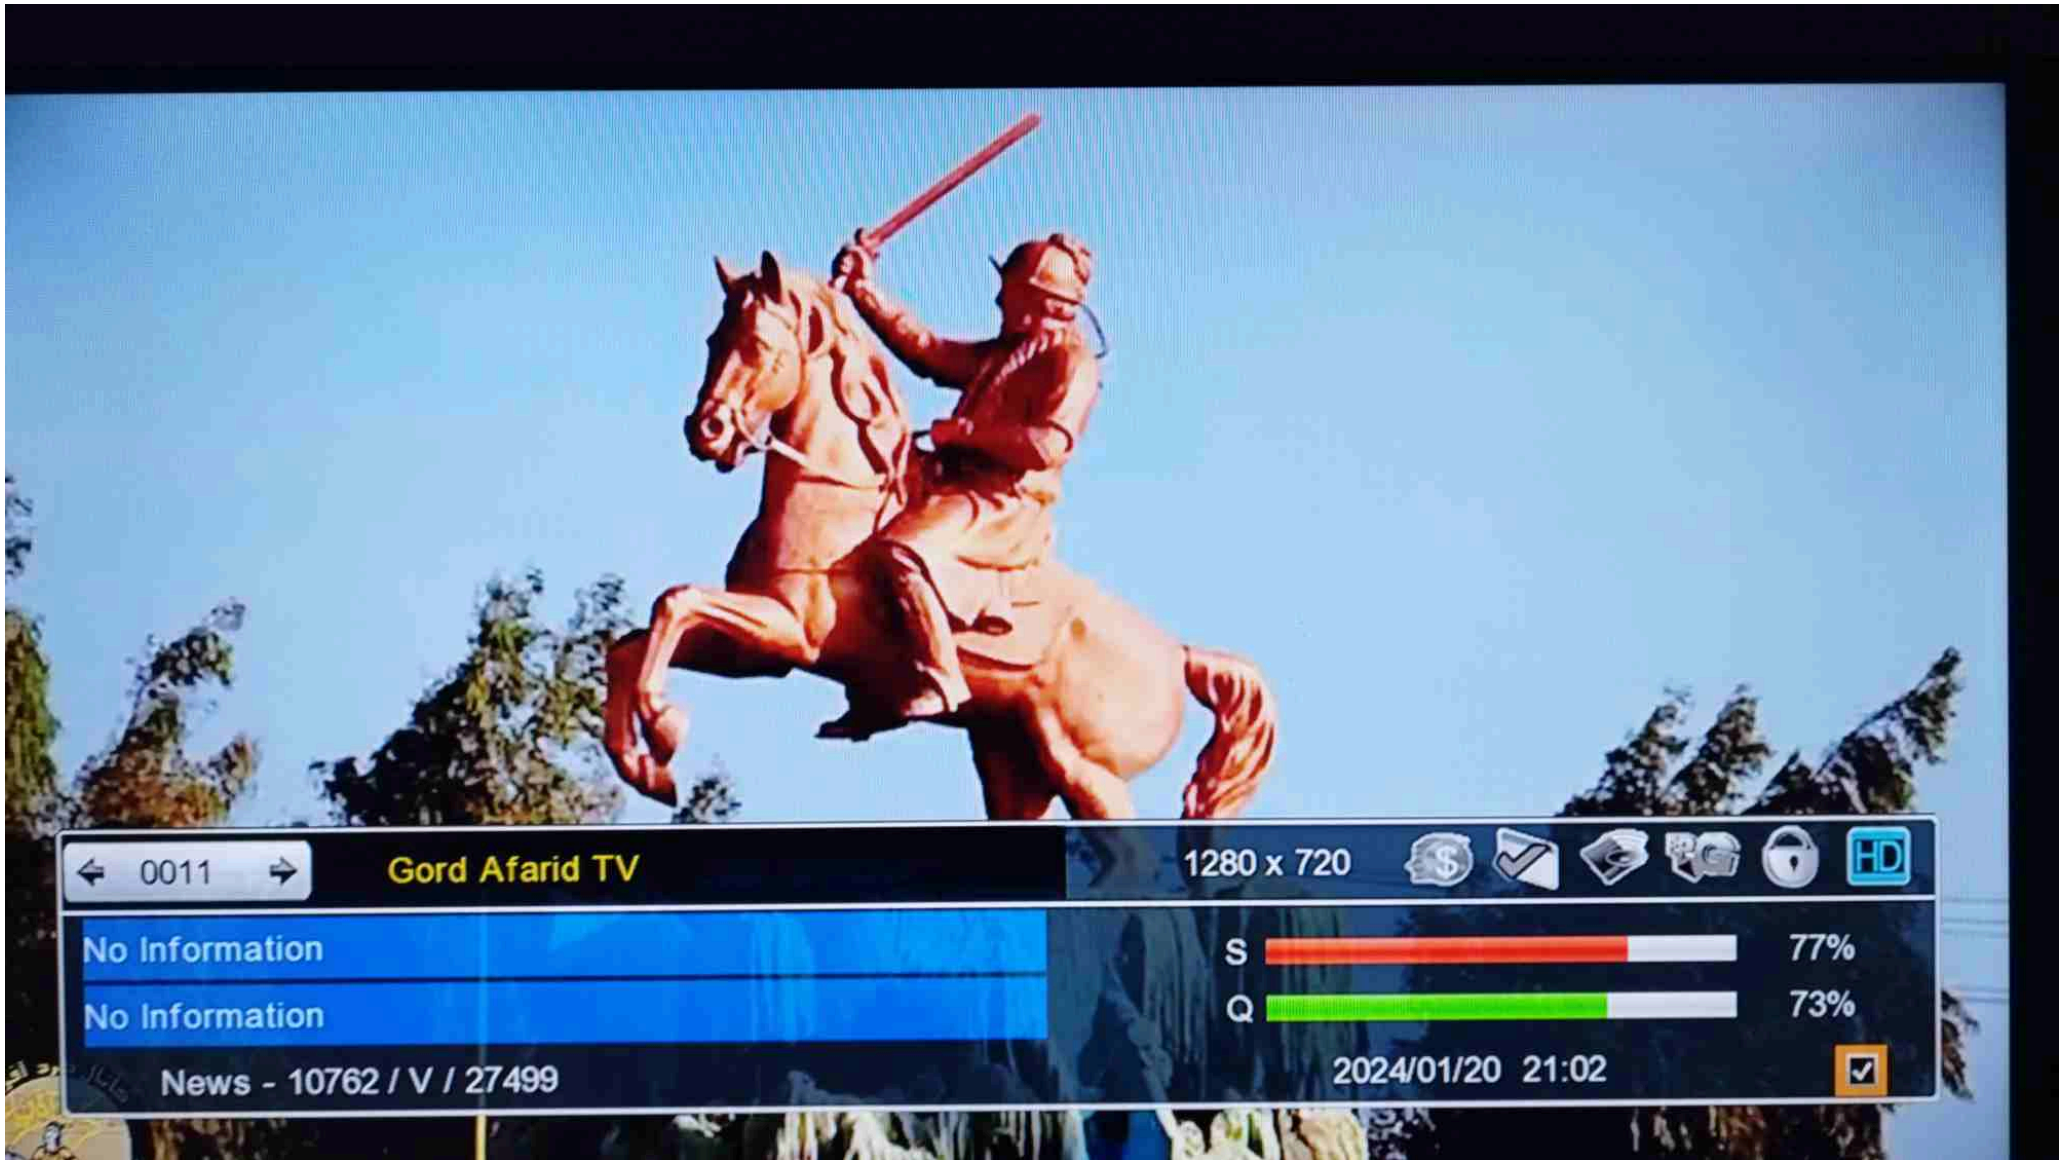 0011
Gord Afarid TV
1280 x 720
$
HD
No Information
S
77%
No Information
Q
73%
News - 10762 / V / 27499
2024/01/20 21:02